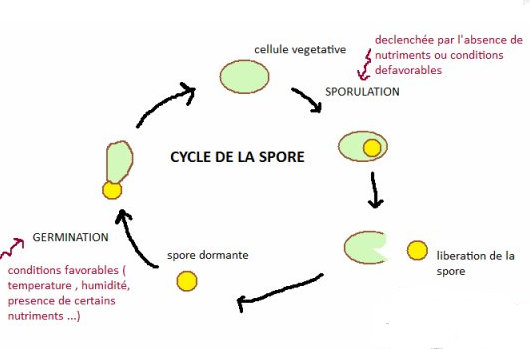 cellule vegetative
declenchée par l'absence de
nutriments ou conditions
defavorables
SPORULATION
CYCLE DE LA SPORE
GERMINATION
conditions favorables (
temperature , humidité,
presence de certains
nutriments ...)
spore dormante
liberation de la
spore